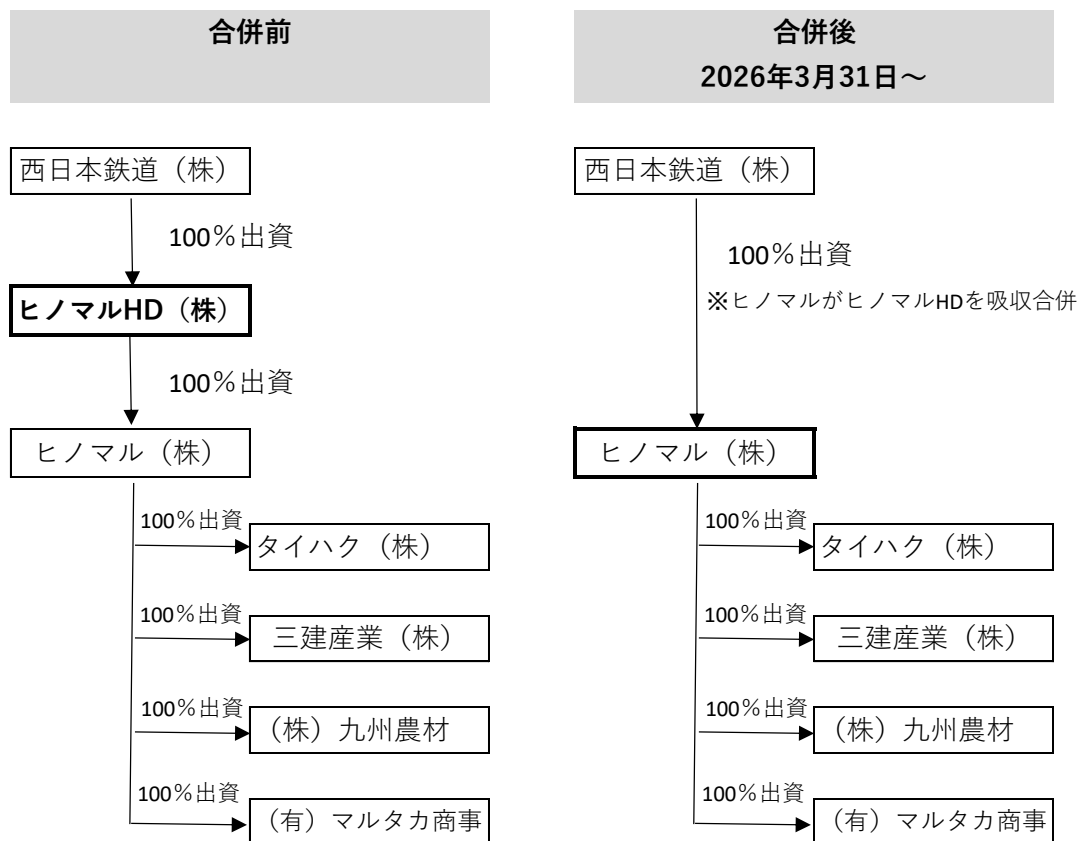 合併前
西日本鉄道（株）
100％出資
ヒノマルHD（株）
100％出資
ヒノマル（株）
100％出資
タイハク（株）
100％出資
三建産業（株）
100％出資
（株）九州農材
100％出資
（有）マルタカ商事
合併後
2026年3月31日～
西日本鉄道（株）
100％出資
※ヒノマルがヒノマルHDを吸収合併
ヒノマル（株）
100％出資
タイハク（株）
100％出資
三建産業（株）
100％出資
（株）九州農材
100％出資
（有）マルタカ商事